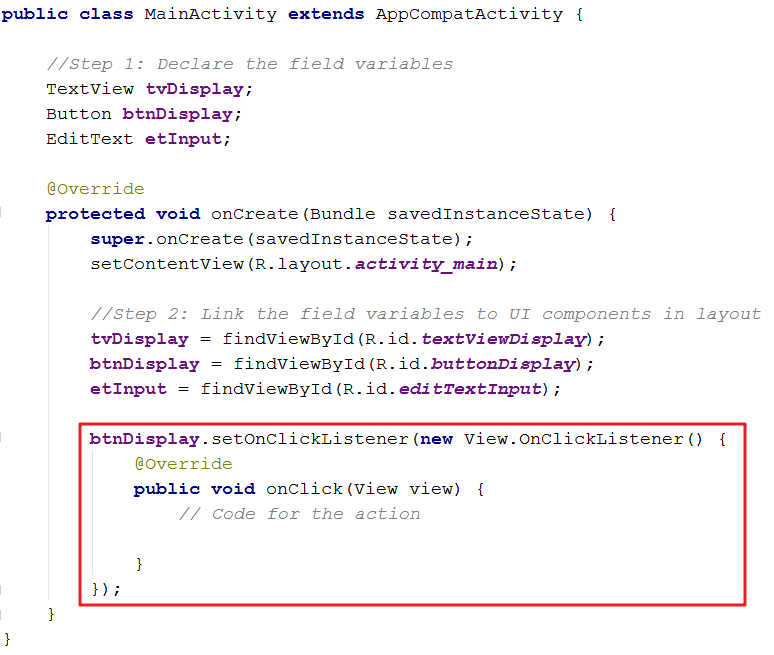 public class MainActivity extends AppCompatActivity {
//Step 1: Declare the field variables
TextView tvDisplay;
Button btnDisplay;
EditText etInput;
@Override
protected void onCreate(Bundle savedInstanceState) {
super.onCreate(savedInstanceState);
setContentView(R.layout.activity_main);
//Step 2: Link the field variables to UI components in layout
tvDisplay = findViewById(R.id.textViewDisplay);
btnDisplay = findViewById(R.id.buttonDisplay);
etInput = findViewById(R.id.editTextInput);
btnDisplay.setOnClickListener(new View.OnClickListener() {
@Override
public void onClick(View view) {
// Code for the action
}
});
}
}